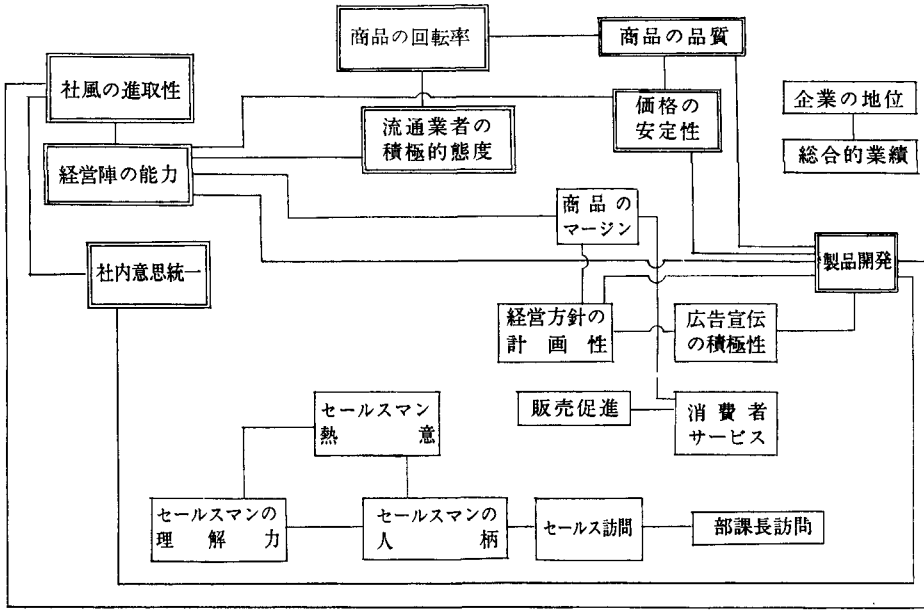 商品の回転率
商品の品質
社風の進取性
企業の地位
流通業者の
積極的態度
価格の
安定性
総合的業績
経営陣の能力
商品の
マージン
社内意思統一
製品開発
経営方針の
計画性
広告宣伝
の積極性
販売促進
消費者
サービス
セールスマン
熱意
セールスマンの
理解力
セールスマンの
人柄
セールス訪問
部課長訪問